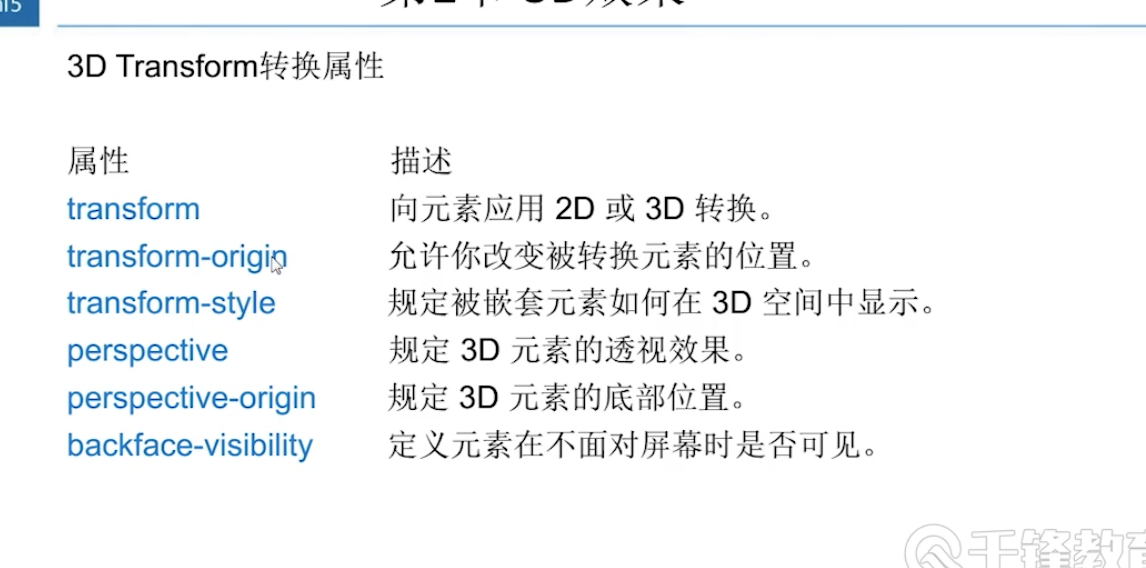 3D Transform转换属性
属性 描述
transform 向元素应用 2D 或 3D 转换。
transform-origin 允许你改变被转换元素的位置。
transform-style 规定被嵌套元素如何在 3D 空间中显示。
perspective 规定 3D 元素的透视效果。
perspective-origin 规定 3D 元素的底部位置。
backface-visibility 定义元素在不面对屏幕时是否可见。
千锋教育